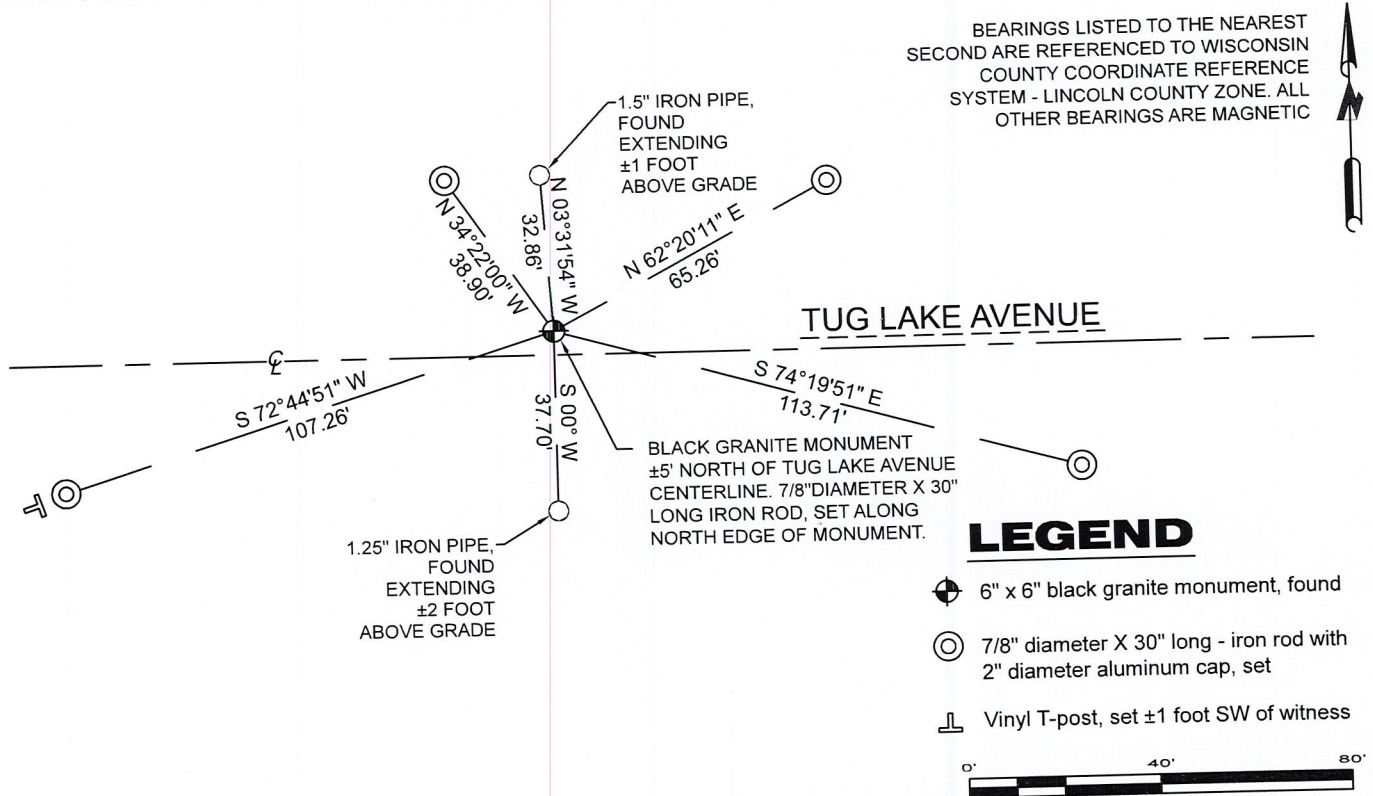 BEARINGS LISTED TO THE NEAREST
SECOND ARE REFERENCED TO WISCONSIN
COUNTY COORDINATE REFERENCE
SYSTEM - LINCOLN COUNTY ZONE. ALL
OTHER BEARINGS ARE MAGNETIC
N
1.5" IRON PIPE,
FOUND
EXTENDING
±1 FOOT
ABOVE GRADE
N 34°22'00" W
38.90'
N 03°31'54" W
32.86'
N 62°20'11" E
65.26'
TUG LAKE AVENUE
℄
S 72°44'51" W
107.26'
S 00° W
37.70'
S 74°19'51" E
113.71'
BLACK GRANITE MONUMENT
±5' NORTH OF TUG LAKE AVENUE
CENTERLINE. 7/8"DIAMETER X 30"
LONG IRON ROD, SET ALONG
NORTH EDGE OF MONUMENT.
1.25" IRON PIPE,
FOUND
EXTENDING
±2 FOOT
ABOVE GRADE
LEGEND
6" x 6" black granite monument, found
7/8" diameter X 30" long - iron rod with
2" diameter aluminum cap, set
Vinyl T-post, set ±1 foot SW of witness
0' 40' 80'